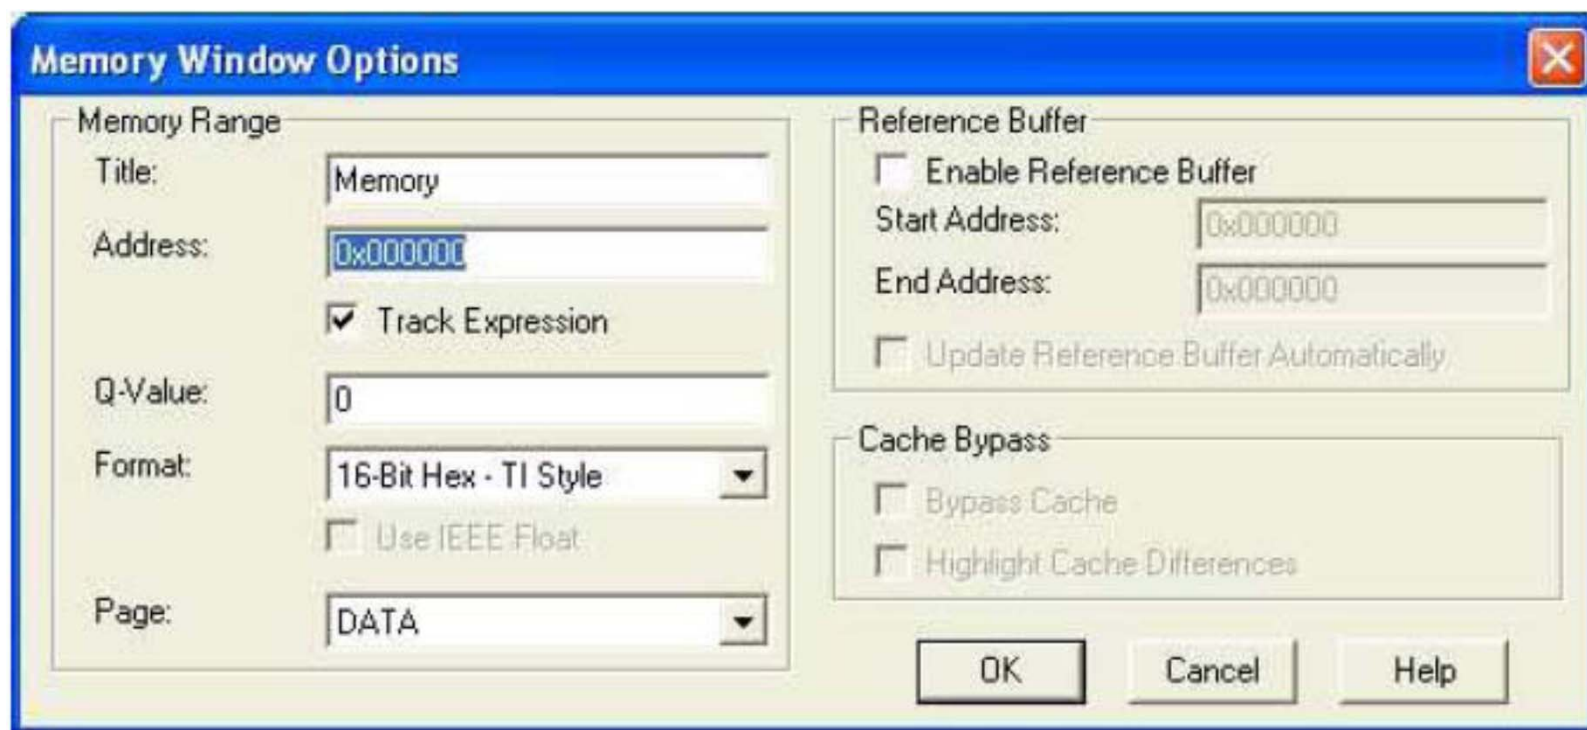 Memory Window Options
Memory Range
Title:
Memory
Address:
0x000000
Track Expression
Q-Value:
0
Format:
16-Bit Hex - TI Style
Use IEEE Float
Page:
DATA
Reference Buffer
Enable Reference Buffer
Start Address:
0x000000
End Address:
0x000000
Update Reference Buffer Automatically
Cache Bypass
Bypass Cache
Highlight Cache Differences
OK
Cancel
Help